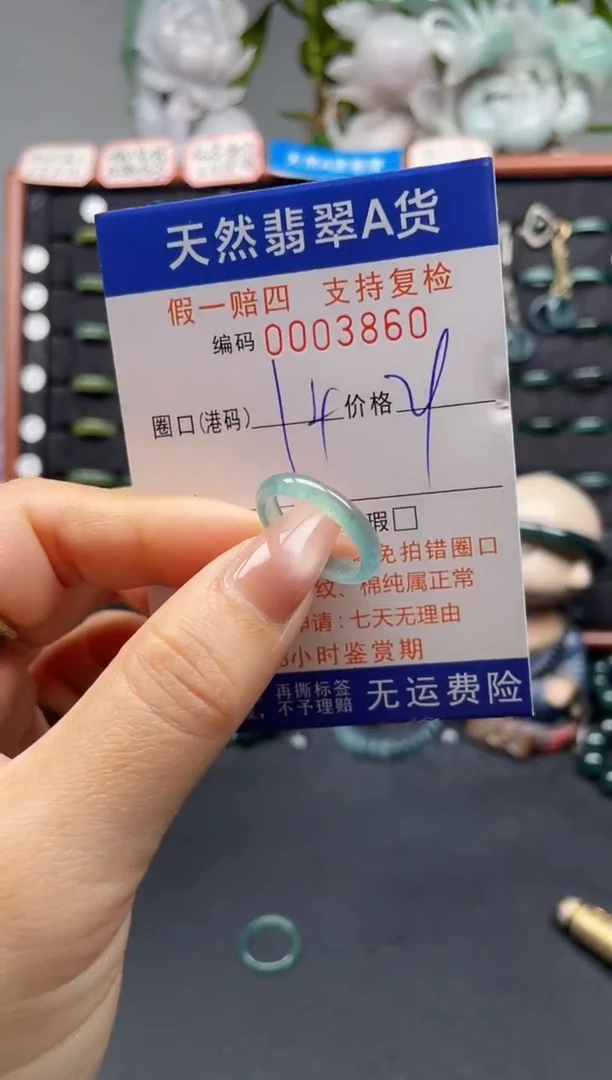 天然翡翠A货
假一赔四 支持复检
编码 0003860
圈口(港码) 14 价格 y
瑕□
免拍错圈口
纹、棉纯属正常
申请:七天无理由
小时鉴赏期
再撕标签
不予理赔
无运费险